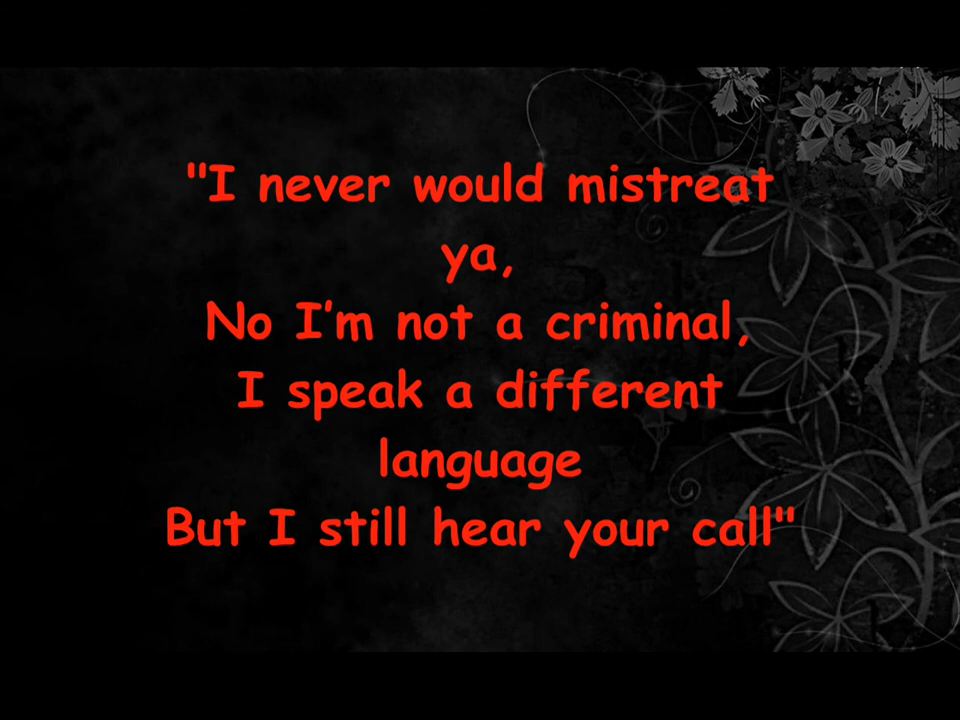 "I never would mistreat
ya,
No I'm not a criminal,
I speak a different
language
But I still hear your call"